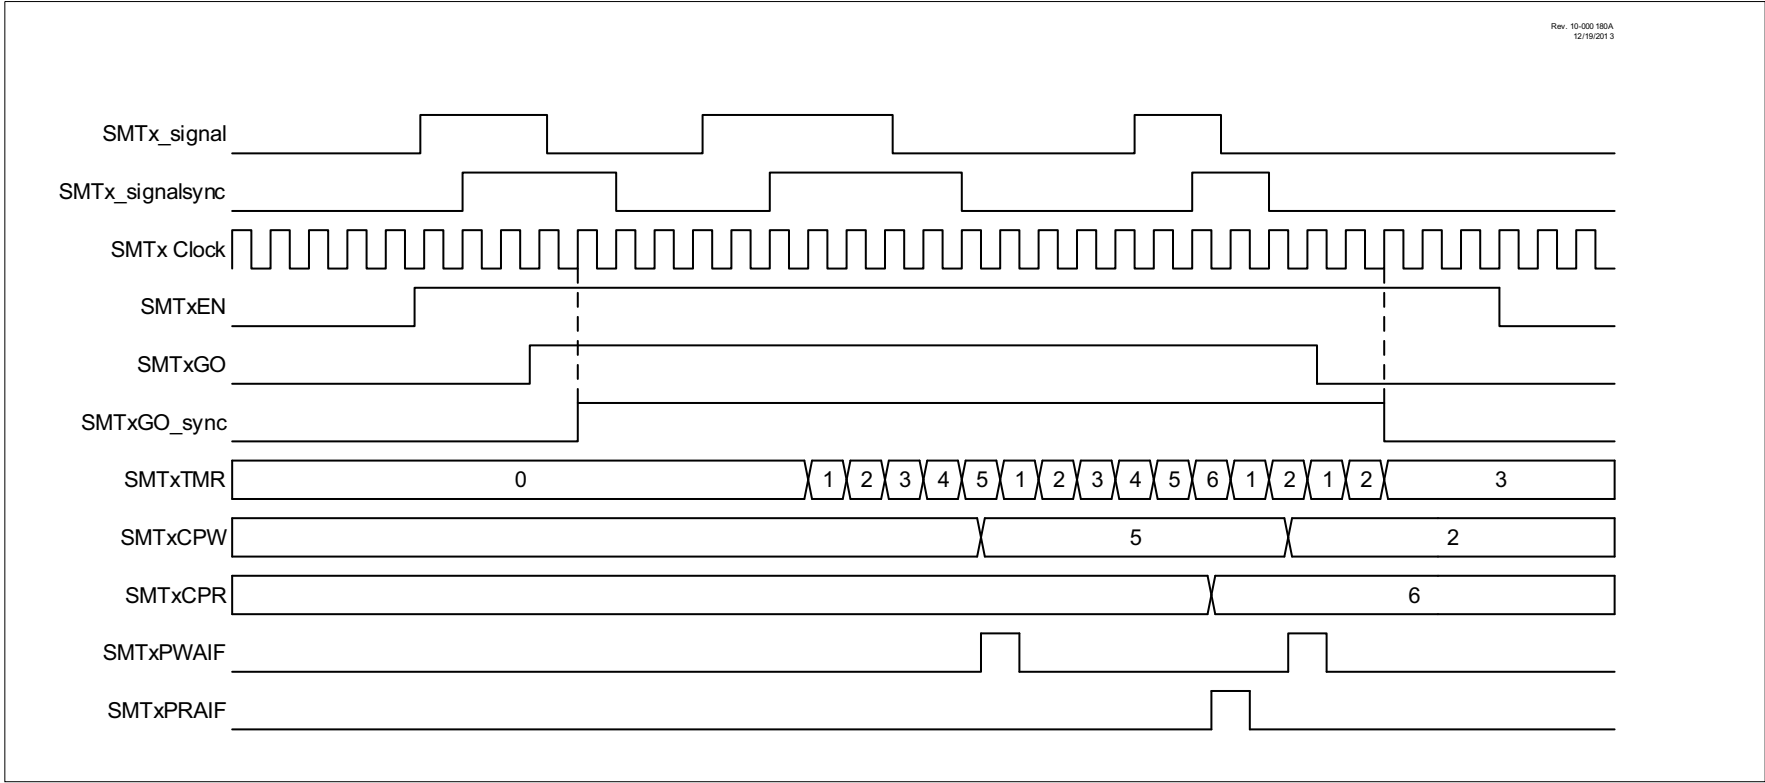 Rev. 10-000 180A
12/19/201 3
SMTx_signal
SMTx_signalsync
SMTx Clock
SMTxEN
SMTxGO
SMTxGO_sync
SMTxTMR 0 1 2 3 4 5 1 2 3 4 5 6 1 2 1 2 3
SMTxCPW 5 2
SMTxCPR 6
SMTxPWAIF
SMTxPRAIF